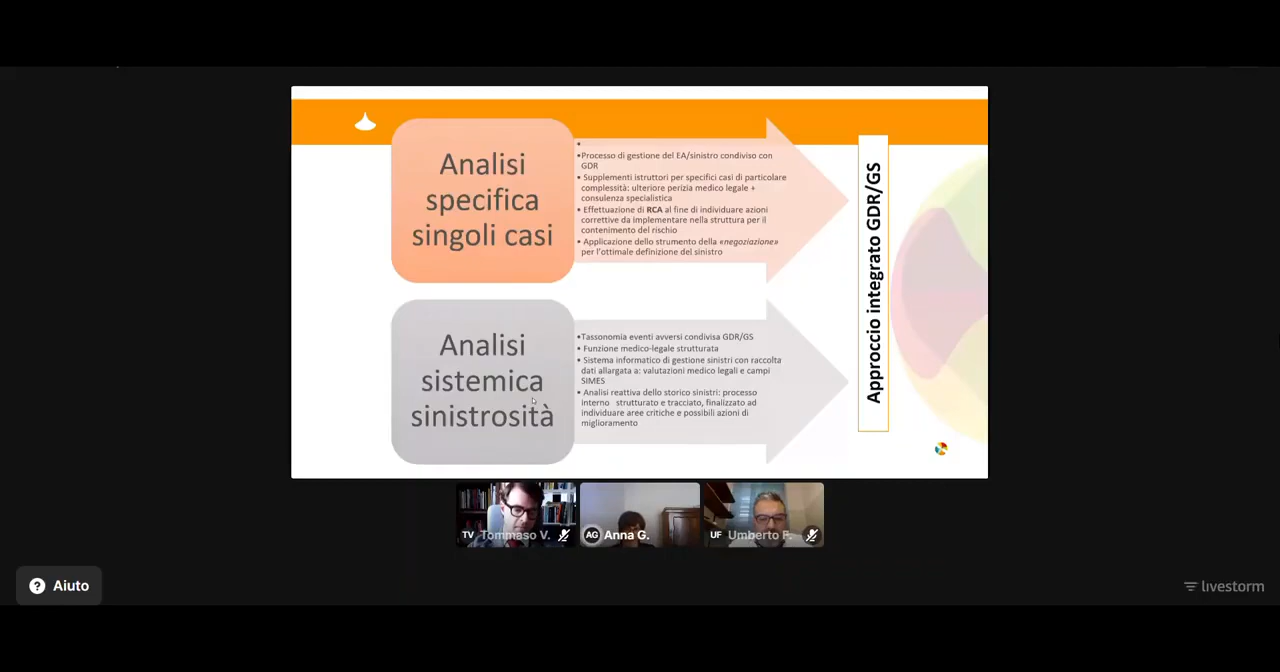 Analisi
specifica
singoli casi
•
•Processo di gestione del EA/sinistro condiviso con
GDR
• Supplementi istruttori per specifici casi di particolare
complessità: ulteriore perizia medico legale +
consulenza specialistica
• Effettuazione di RCA al fine di individuare azioni
correttive da implementare nella struttura per il
contenimento del rischio
• Applicazione dello strumento della «negoziazione»
per l'ottimale definizione del sinistro
Analisi
sistemica
sinistrosità
•Tassonomia eventi avversi condivisa GDR/GS
• Funzione medico-legale strutturata
• Sistema informatico di gestione sinistri con raccolta
dati allargata a: valutazioni medico legali e campi
SIMES
• Analisi reattiva dello storico sinistri: processo
interno strutturato e tracciato, finalizzato ad
individuare aree critiche e possibili azioni di
miglioramento
Approccio integrato GDR/GS
TV Tommaso V.
AG Anna G.
UF Umberto F.
? Aiuto
livestorm